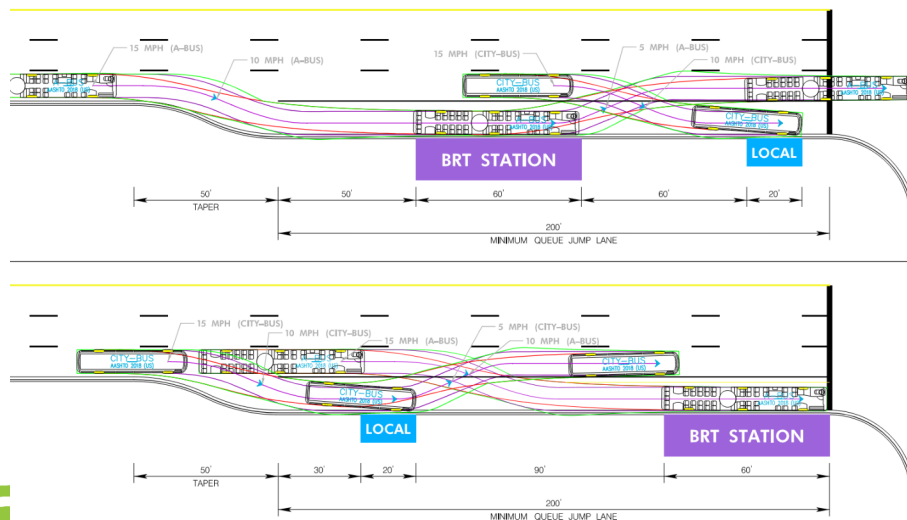 15 MPH (A-BUS)
10 MPH (A-BUS)
15 MPH (CITY-BUS)
5 MPH (A-BUS)
10 MPH (CITY-BUS)
CITY-BUS
AASHTO 2018 (US)
CITY-BUS
AASHTO 2018 (US)
BRT STATION
LOCAL
50'
TAPER
50'
60'
60'
20'
200'
MINIMUM QUEUE JUMP LANE
15 MPH (CITY-BUS)
10 MPH (CITY-BUS)
15 MPH (A-BUS)
5 MPH (CITY-BUS)
10 MPH (A-BUS)
CITY-BUS
AASHTO 2018 (US)
CITY-BUS
AASHTO 2018 (US)
CITY-BUS
AASHTO 2018 (US)
LOCAL
BRT STATION
50'
TAPER
30'
20'
90'
60'
200'
MINIMUM QUEUE JUMP LANE